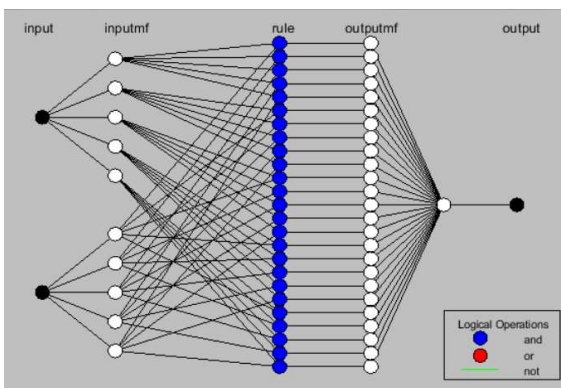 input inputmf rule outputmf output
Logical Operations
and
or
not